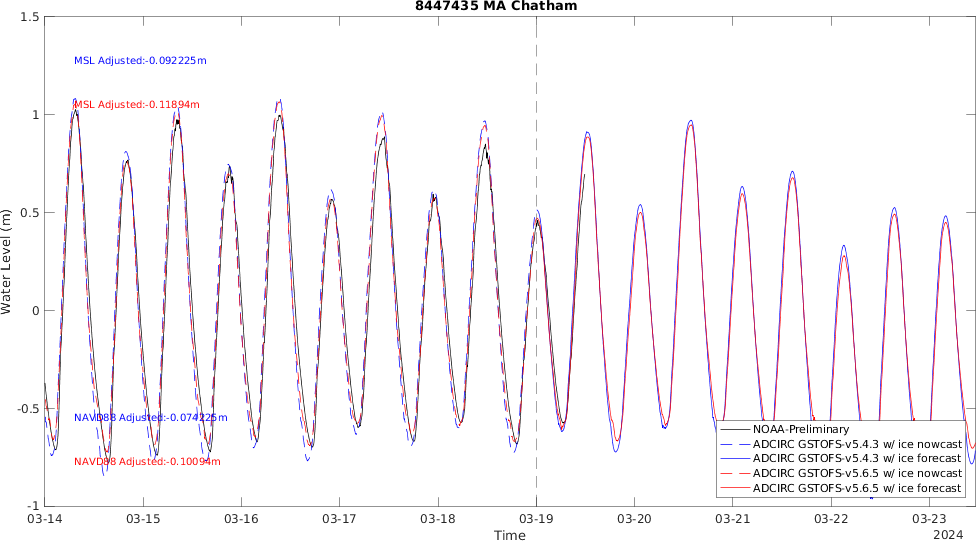 8447435 MA Chatham
1.5
MSL Adjusted:-0.092225m
MSL Adjusted:-0.11894m
1
0.5
Water Level (m)
0
-0.5
NAVD88 Adjusted:-0.074225m
NAVD88 Adjusted:-0.10094m
NOAA-Preliminary
ADCIRC GSTOFS-v5.4.3 w/ ice nowcast
ADCIRC GSTOFS-v5.4.3 w/ ice forecast
ADCIRC GSTOFS-v5.6.5 w/ ice nowcast
ADCIRC GSTOFS-v5.6.5 w/ ice forecast
-1
03-14 03-15 03-16 03-17 03-18 03-19 03-20 03-21 03-22 03-23
Time
2024